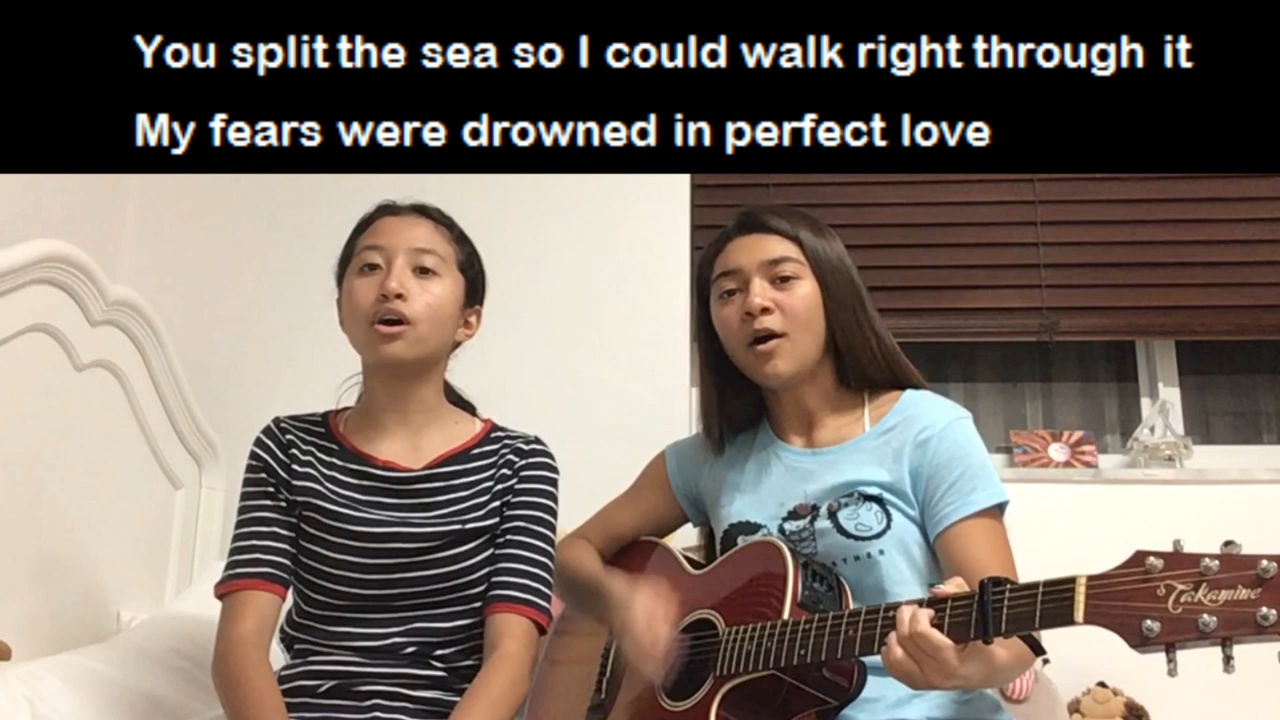 You split the sea so I could walk right through it
My fears were drowned in perfect love
Takamine